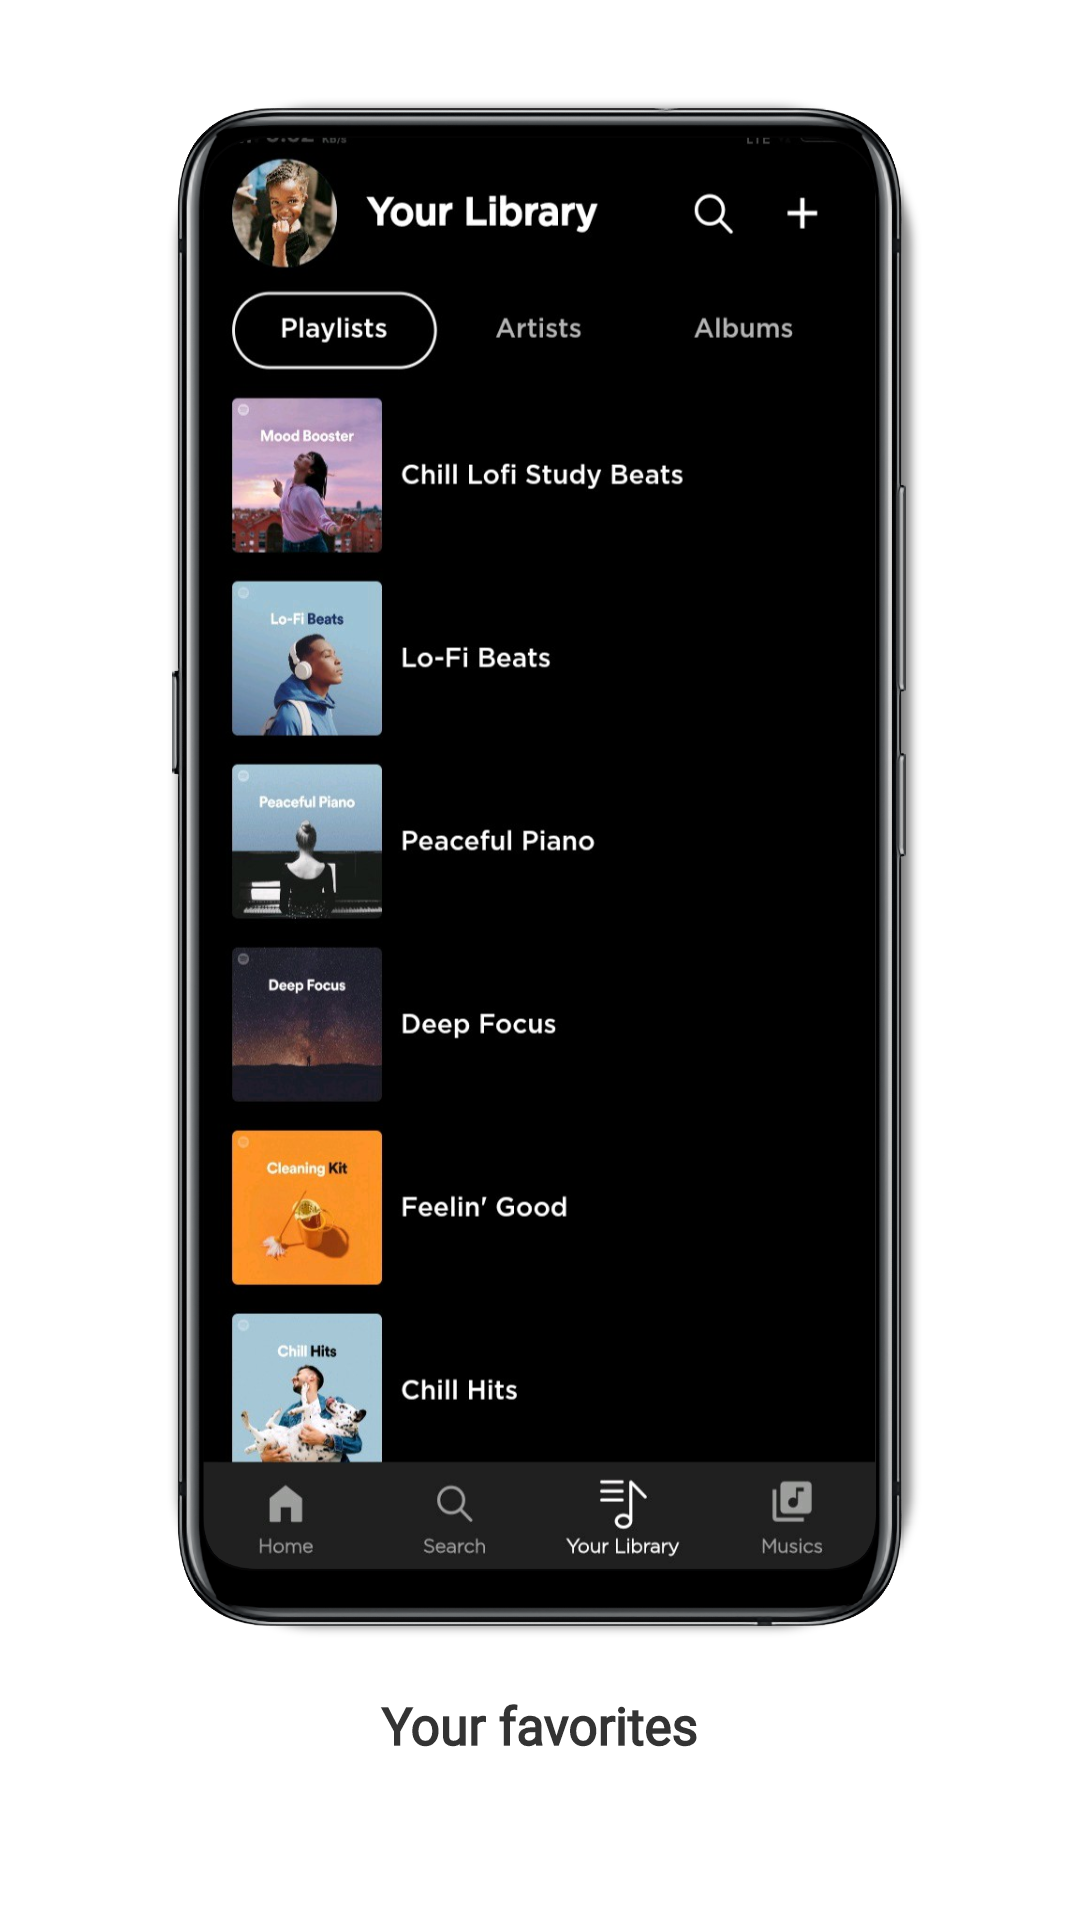 KB/s
LTE
Your Library
Playlists
Artists
Albums
Mood Booster
Chill Lofi Study Beats
Lo-Fi Beats
Lo-Fi Beats
Peaceful Piano
Peaceful Piano
Deep Focus
Deep Focus
Cleaning Kit
Feelin' Good
Chill Hits
Chill Hits
Home
Search
Your Library
Musics
Your favorites